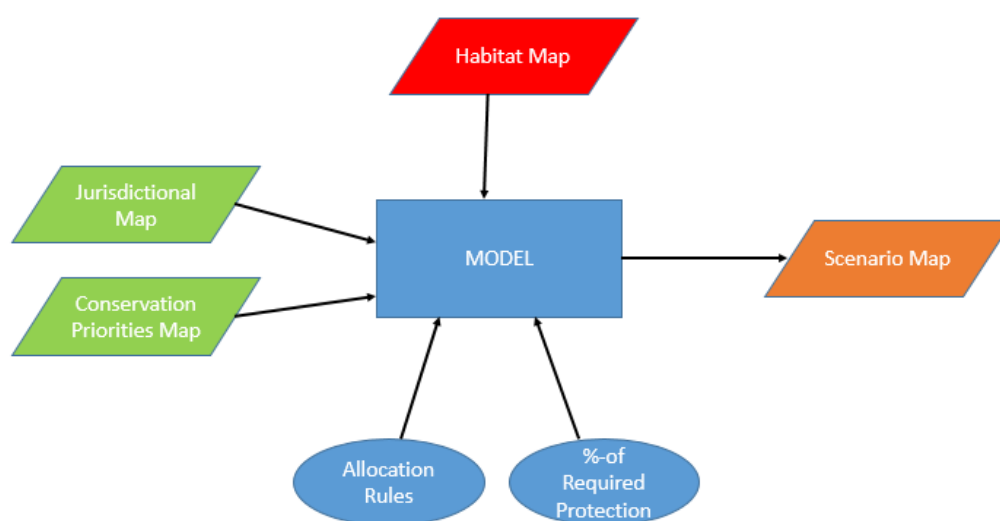 Habitat Map
Jurisdictional
Map
MODEL
Scenario Map
Conservation
Priorities Map
Allocation
Rules
%-of
Required
Protection